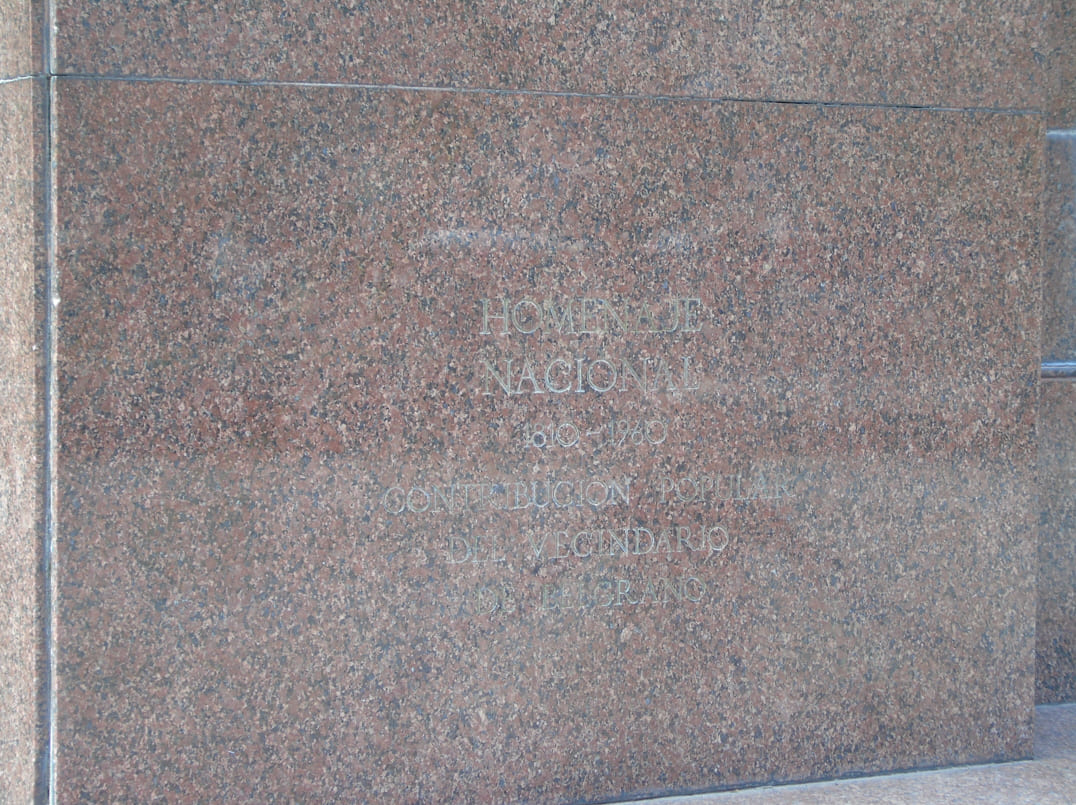 HOMENAJE
NACIONAL
1810-1960
CONTRIBUCION POPULAR
DEL VECINDARIO
DE BELGRANO